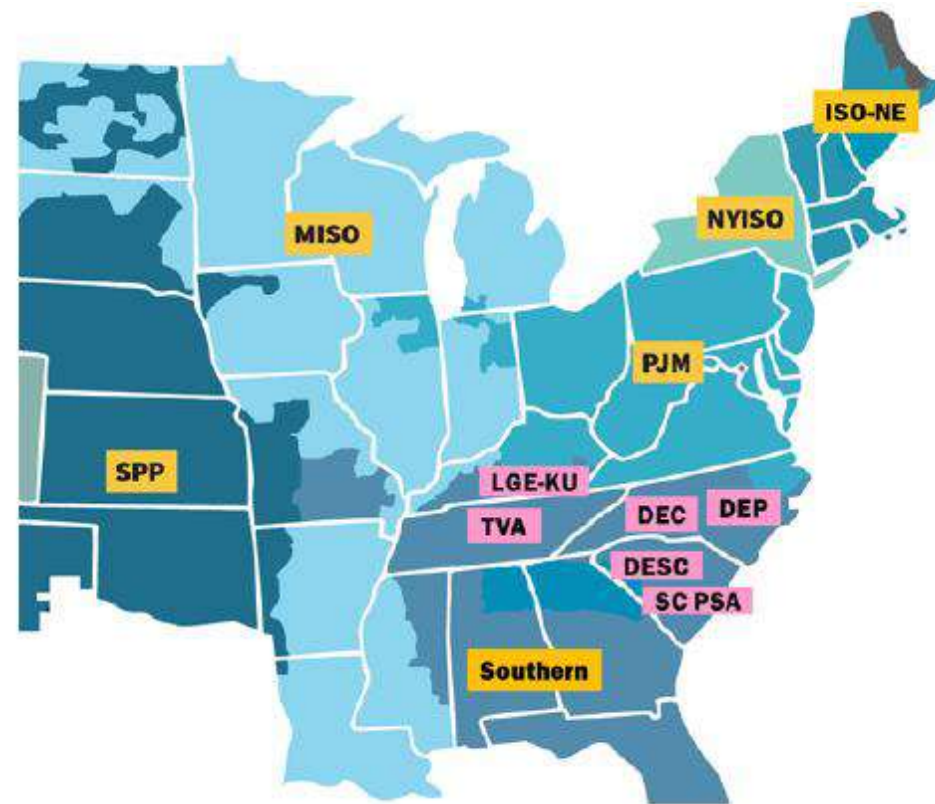 ISO-NE
NYISO
MISO
PJM
SPP
LGE-KU
TVA
DEC
DEP
DESC
SC PSA
Southern